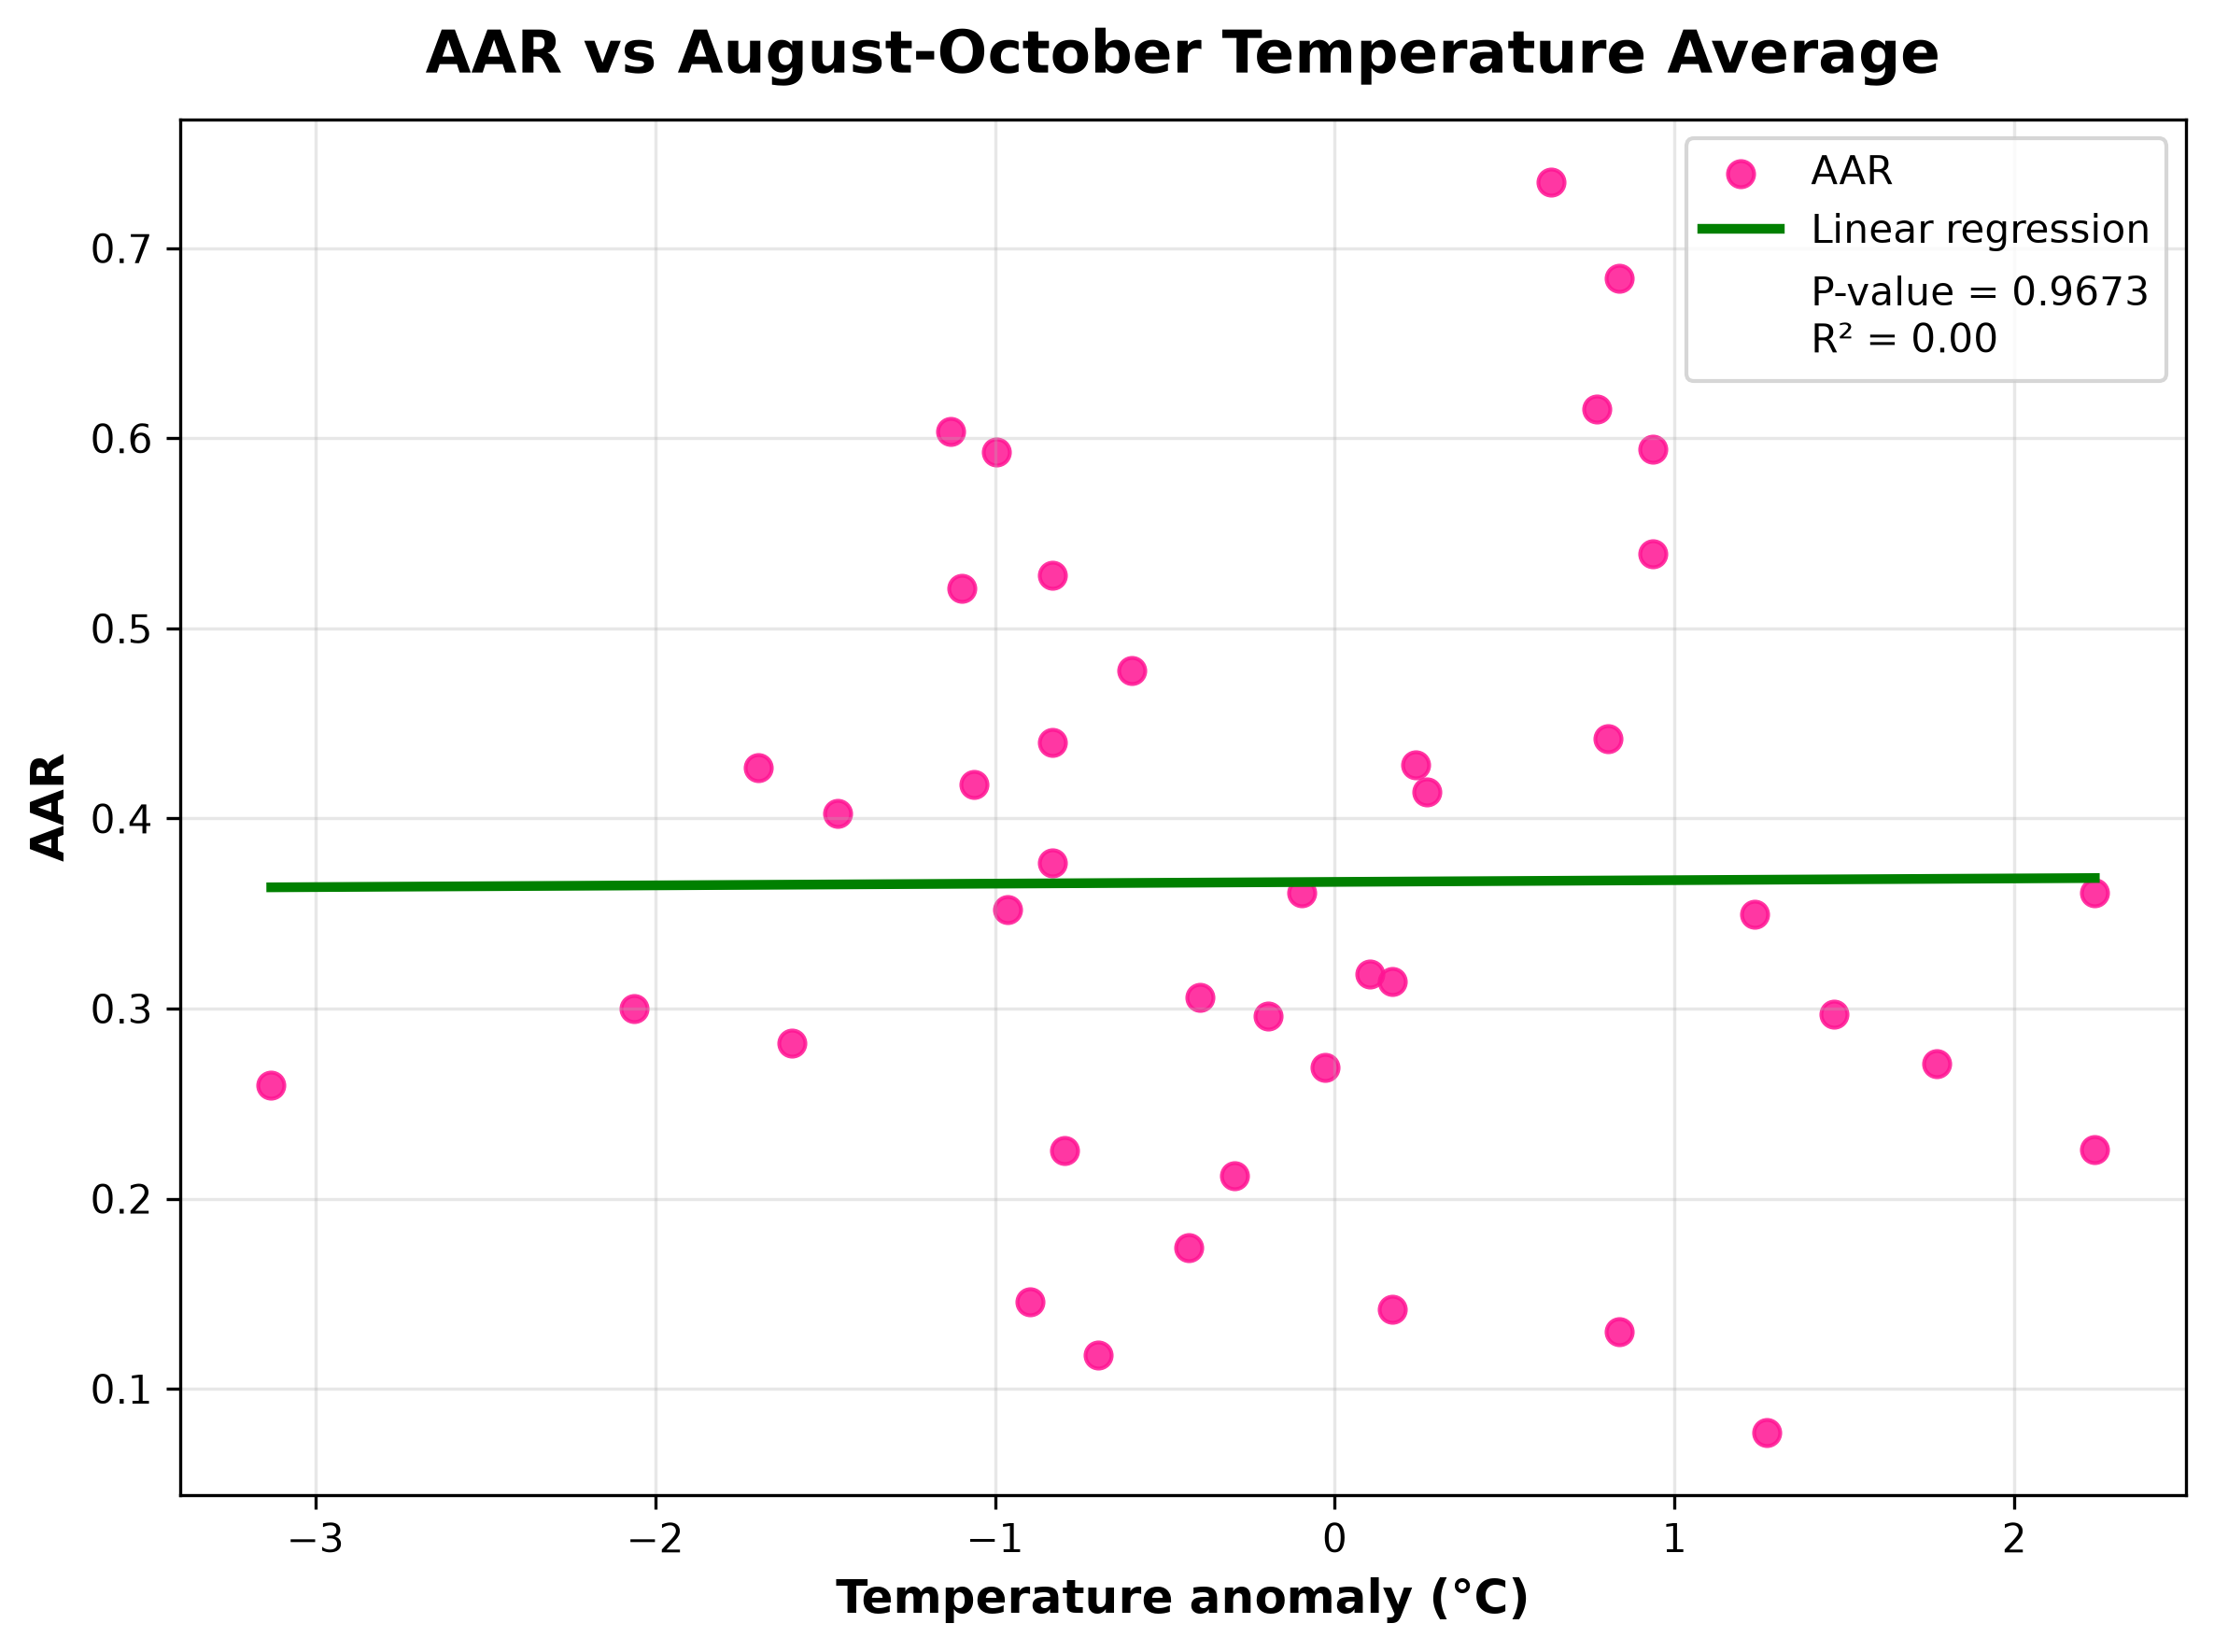 AAR vs August-October Temperature Average
AAR
Linear regression
P-value = 0.9673
R² = 0.00
AAR
0.7
0.6
0.5
0.4
0.3
0.2
0.1
−3 −2 −1 0 1 2
Temperature anomaly (°C)